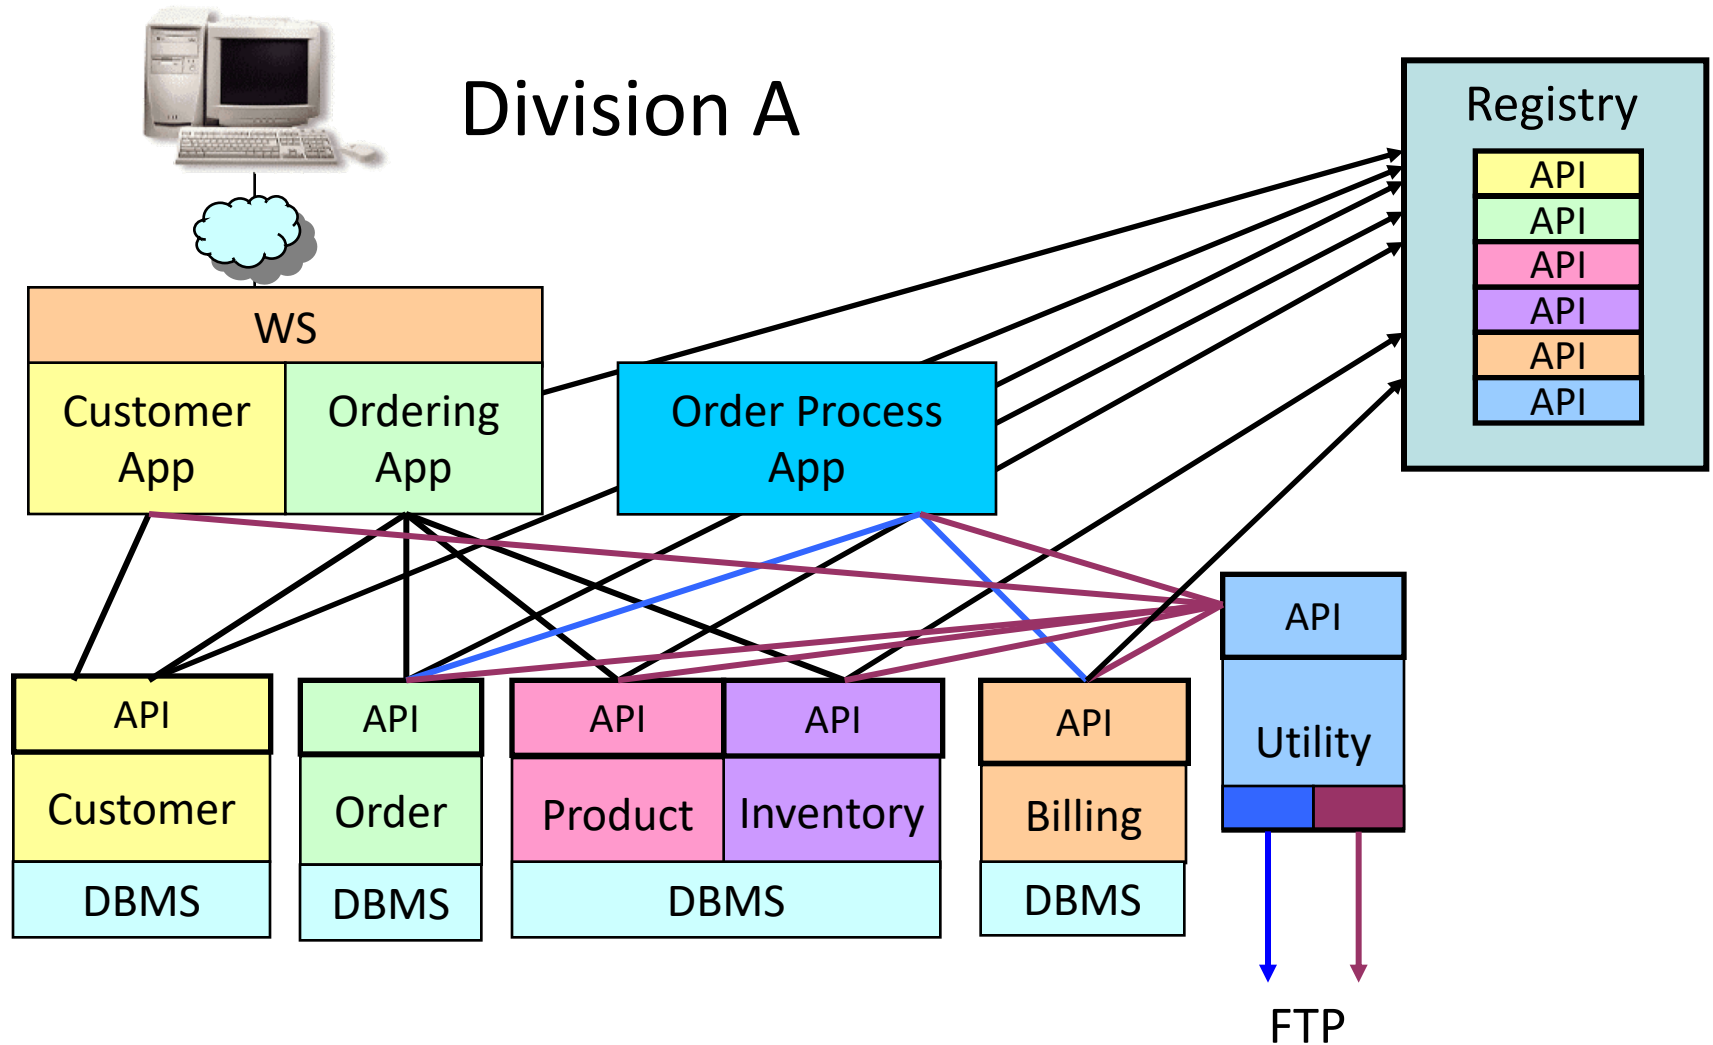 Division A
Registry
API
API
API
API
API
API
WS
Customer
App
Ordering
App
Order Process
App
API
Utility
API
Customer
DBMS
API
Order
DBMS
API
Product
API
Inventory
DBMS
API
Billing
DBMS
FTP